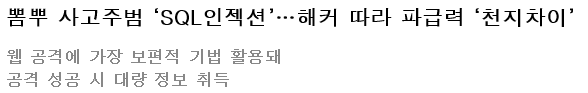 뽐뿌 사고주범 ‘SQL인젝션’…해커 따라 파급력 ‘천지차이’
웹 공격에 가장 보편적 기법 활용돼
공격 성공 시 대량 정보 취득